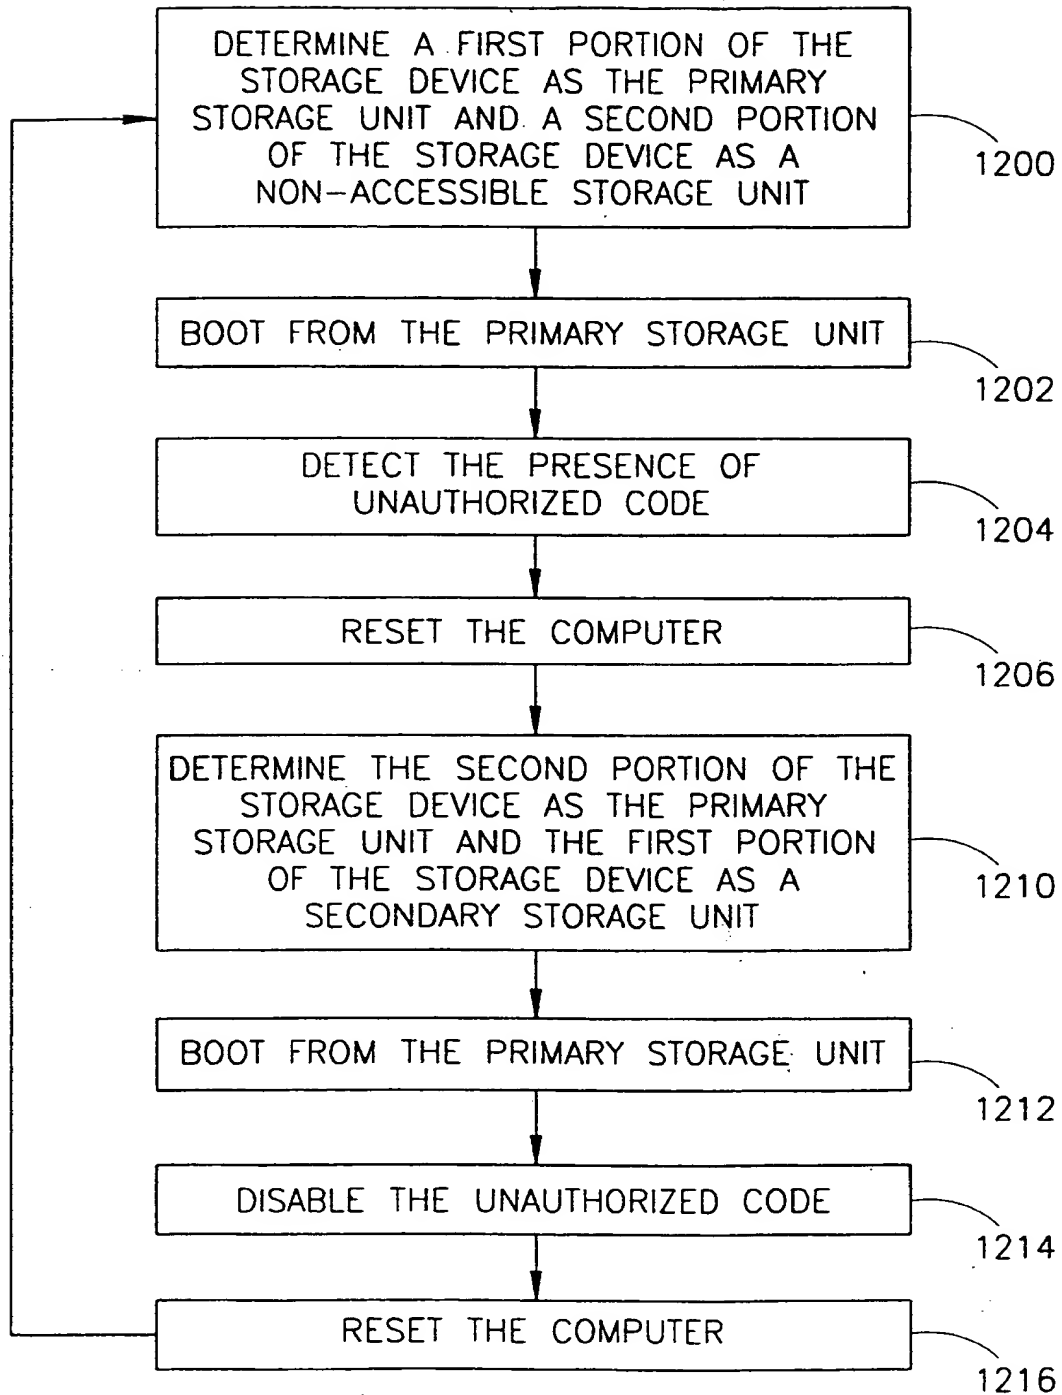 DETERMINE A FIRST PORTION OF THE
STORAGE DEVICE AS THE PRIMARY
STORAGE UNIT AND A SECOND PORTION
OF THE STORAGE DEVICE AS A
NON-ACCESSIBLE STORAGE UNIT
1200
BOOT FROM THE PRIMARY STORAGE UNIT
1202
DETECT THE PRESENCE OF
UNAUTHORIZED CODE
1204
RESET THE COMPUTER
1206
DETERMINE THE SECOND PORTION OF THE
STORAGE DEVICE AS THE PRIMARY
STORAGE UNIT AND THE FIRST PORTION
OF THE STORAGE DEVICE AS A
SECONDARY STORAGE UNIT
1210
BOOT FROM THE PRIMARY STORAGE UNIT
1212
DISABLE THE UNAUTHORIZED CODE
1214
RESET THE COMPUTER
1216